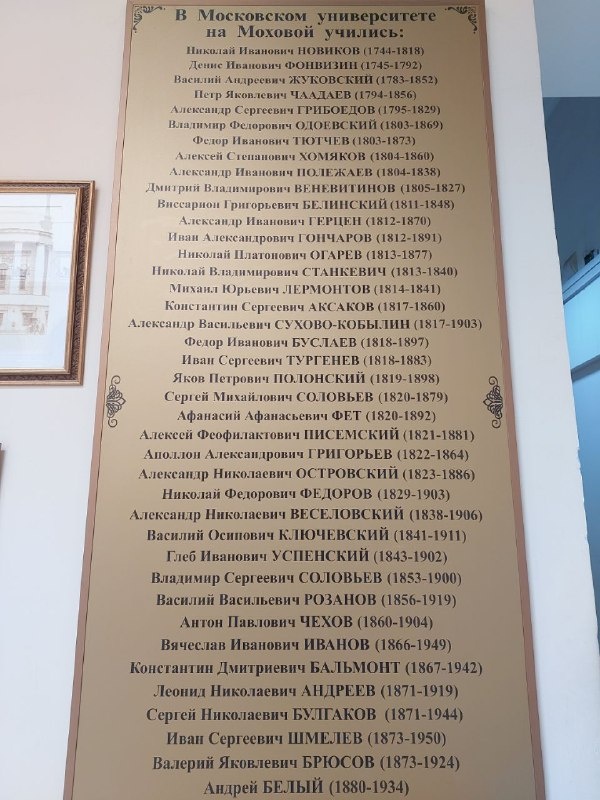 В Московском университете
на Моховой учились:
Николай Иванович НОВИКОВ (1744-1818)
Денис Иванович ФОНВИЗИН (1745-1792)
Василий Андреевич ЖУКОВСКИЙ (1783-1852)
Петр Яковлевич ЧААДАЕВ (1794-1856)
Александр Сергеевич ГРИБОЕДОВ (1795-1829)
Владимир Федорович ОДОЕВСКИЙ (1803-1869)
Федор Иванович ТЮТЧЕВ (1803-1873)
Алексей Степанович ХОМЯКОВ (1804-1860)
Александр Иванович ПОЛЕЖАЕВ (1804-1838)
Дмитрий Владимирович ВЕНЕВИТИНОВ (1805-1827)
Виссарион Григорьевич БЕЛИНСКИЙ (1811-1848)
Александр Иванович ГЕРЦЕН (1812-1870)
Иван Александрович ГОНЧАРОВ (1812-1891)
Николай Платонович ОГАРЕВ (1813-1877)
Николай Владимирович СТАНКЕВИЧ (1813-1840)
Михаил Юрьевич ЛЕРМОНТОВ (1814-1841)
Константин Сергеевич АКСАКОВ (1817-1860)
Александр Васильевич СУХОВО-КОБЫЛИН (1817-1903)
Федор Иванович БУСЛАЕВ (1818-1897)
Иван Сергеевич ТУРГЕНЕВ (1818-1883)
Яков Петрович ПОЛОНСКИЙ (1819-1898)
Сергей Михайлович СОЛОВЬЕВ (1820-1879)
Афанасий Афанасьевич ФЕТ (1820-1892)
Алексей Феофилактович ПИСЕМСКИЙ (1821-1881)
Аполлон Александрович ГРИГОРЬЕВ (1822-1864)
Александр Николаевич ОСТРОВСКИЙ (1823-1886)
Николай Федорович ФЕДОРОВ (1829-1903)
Александр Николаевич ВЕСЕЛОВСКИЙ (1838-1906)
Василий Осипович КЛЮЧЕВСКИЙ (1841-1911)
Глеб Иванович УСПЕНСКИЙ (1843-1902)
Владимир Сергеевич СОЛОВЬЕВ (1853-1900)
Василий Васильевич РОЗАНОВ (1856-1919)
Антон Павлович ЧЕХОВ (1860-1904)
Вячеслав Иванович ИВАНОВ (1866-1949)
Константин Дмитриевич БАЛЬМОНТ (1867-1942)
Леонид Николаевич АНДРЕЕВ (1871-1919)
Сергей Николаевич БУЛГАКОВ (1871-1944)
Иван Сергеевич ШМЕЛЕВ (1873-1950)
Валерий Яковлевич БРЮСОВ (1873-1924)
Андрей БЕЛЫЙ (1880-1934)